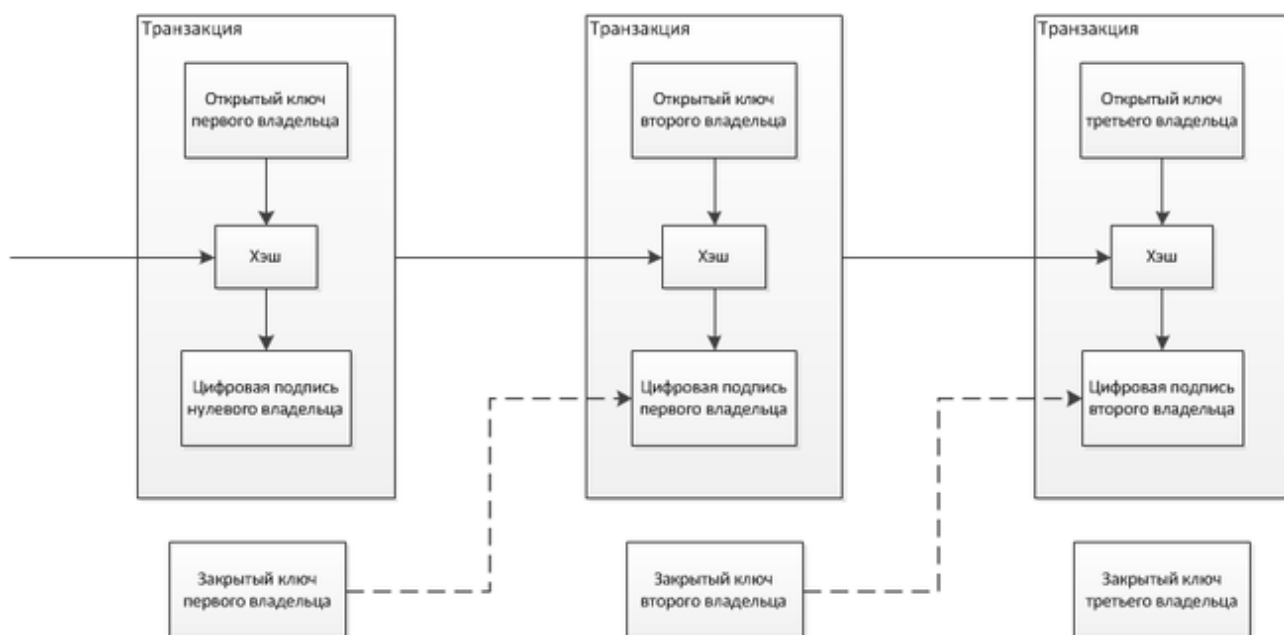 Транзакция
Транзакция
Транзакция
Открытый ключ
первого владельца
Открытый ключ
второго владельца
Открытый ключ
третьего владельца
Хэш
Хэш
Хэш
Цифровая подпись
нулевого владельца
Цифровая подпись
первого владельца
Цифровая подпись
второго владельца
Закрытый ключ
первого владельца
Закрытый ключ
второго владельца
Закрытый ключ
третьего владельца